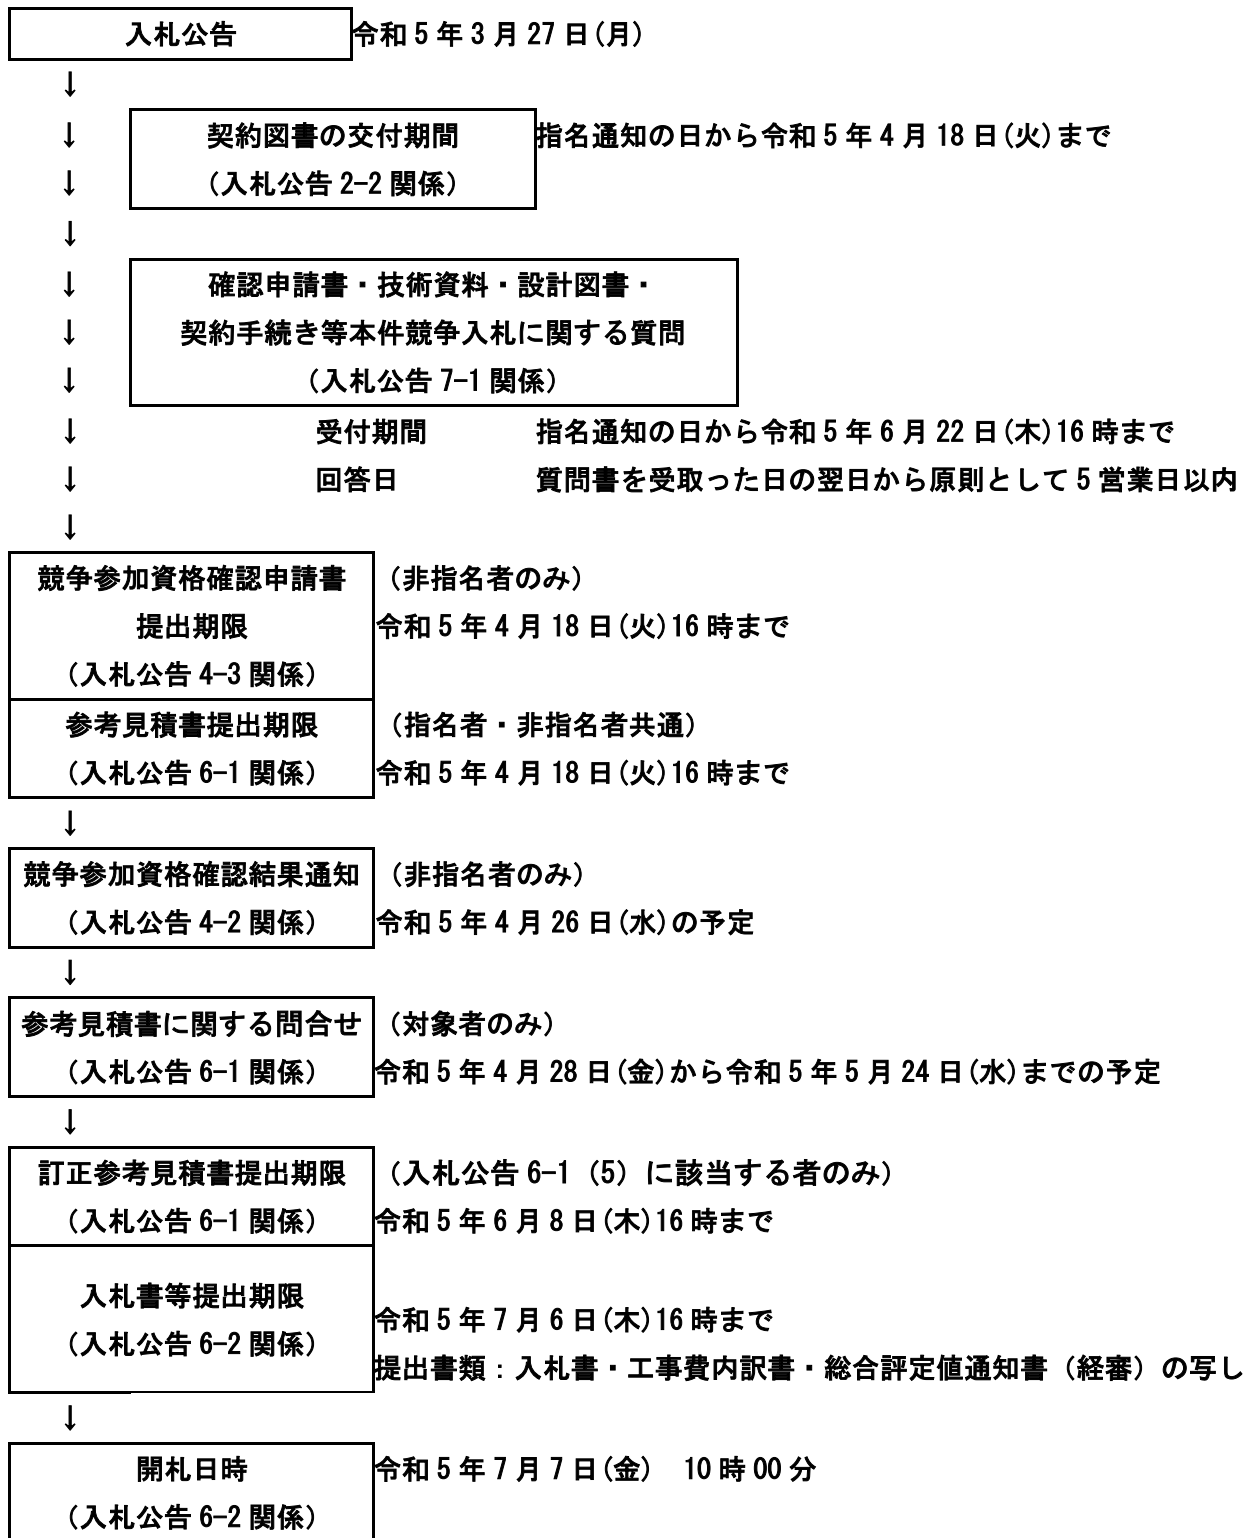 入札公告 令和5年3月27日(月)
↓
↓ 契約図書の交付期間 指名通知の日から令和5年4月18日(火)まで
↓ （入札公告2-2関係）
↓
↓ 確認申請書・技術資料・設計図書・
↓ 契約手続き等本件競争入札に関する質問
↓ （入札公告7-1関係）
↓ 受付期間 指名通知の日から令和5年6月22日(木)16時まで
↓ 回答日 質問書を受取った日の翌日から原則として5営業日以内
↓
競争参加資格確認申請書 （非指名者のみ）
提出期限 令和5年4月18日(火)16時まで
（入札公告4-3関係）
参考見積書提出期限 （指名者・非指名者共通）
（入札公告6-1関係） 令和5年4月18日(火)16時まで
↓
競争参加資格確認結果通知 （非指名者のみ）
（入札公告4-2関係） 令和5年4月26日(水)の予定
↓
参考見積書に関する問合せ （対象者のみ）
（入札公告6-1関係） 令和5年4月28日(金)から令和5年5月24日(水)までの予定
↓
訂正参考見積書提出期限 （入札公告6-1（5）に該当する者のみ）
（入札公告6-1関係） 令和5年6月8日(木)16時まで
入札書等提出期限
令和5年7月6日(木)16時まで
（入札公告6-2関係）
提出書類：入札書・工事費内訳書・総合評定値通知書（経審）の写し
↓
開札日時 令和5年7月7日(金) 10時00分
（入札公告6-2関係）